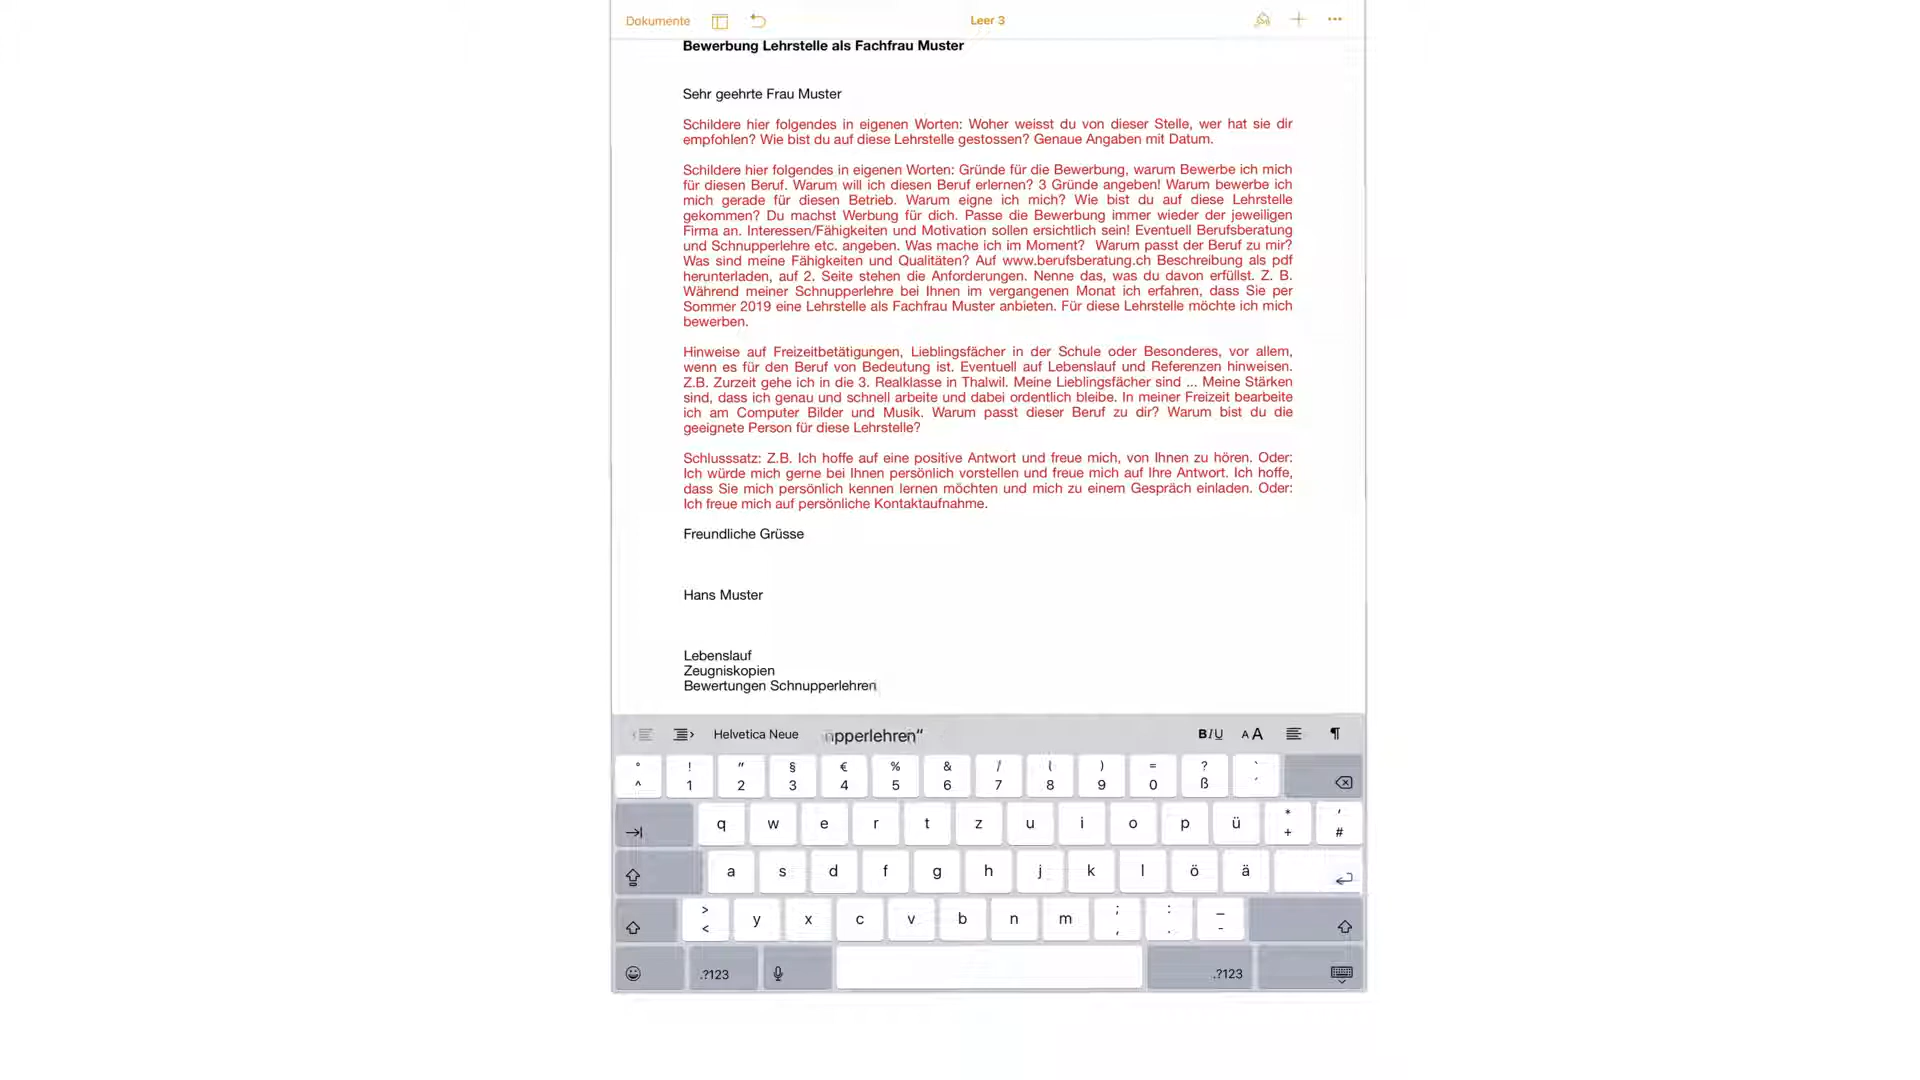 Dokumente
Leer 3
Bewerbung Lehrstelle als Fachfrau Muster
Sehr geehrte Frau Muster
Schildere hier folgendes in eigenen Worten: Woher weisst du von dieser Stelle, wer hat sie dir
empfohlen? Wie bist du auf diese Lehrstelle gestossen? Genaue Angaben mit Datum.
Schildere hier folgendes in eigenen Worten: Gründe für die Bewerbung, warum Bewerbe ich mich
für diesen Beruf. Warum will ich diesen Beruf erlernen? 3 Gründe angeben! Warum bewerbe ich
mich gerade für diesen Betrieb. Warum eigne ich mich? Wie bist du auf diese Lehrstelle
gekommen? Du machst Werbung für dich. Passe die Bewerbung immer wieder der jeweiligen
Firma an. Interessen/Fähigkeiten und Motivation sollen ersichtlich sein! Eventuell Berufsberatung
und Schnupperlehre etc. angeben. Was mache ich im Moment? Warum passt der Beruf zu mir?
Was sind meine Fähigkeiten und Qualitäten? Auf www.berufsberatung.ch Beschreibung als pdf
herunterladen, auf 2. Seite stehen die Anforderungen. Nenne das, was du davon erfüllst. Z. B.
Während meiner Schnupperlehre bei Ihnen im vergangenen Monat ich erfahren, dass Sie per
Sommer 2019 eine Lehrstelle als Fachfrau Muster anbieten. Für diese Lehrstelle möchte ich mich
bewerben.
Hinweise auf Freizeitbetätigungen, Lieblingsfächer in der Schule oder Besonderes, vor allem,
wenn es für den Beruf von Bedeutung ist. Eventuell auf Lebenslauf und Referenzen hinweisen.
Z.B. Zurzeit gehe ich in die 3. Realklasse in Thalwil. Meine Lieblingsfächer sind ... Meine Stärken
sind, dass ich genau und schnell arbeite und dabei ordentlich bleibe. In meiner Freizeit bearbeite
ich am Computer Bilder und Musik. Warum passt dieser Beruf zu dir? Warum bist du die
geeignete Person für diese Lehrstelle?
Schlusssatz: Z.B. Ich hoffe auf eine positive Antwort und freue mich, von Ihnen zu hören. Oder:
Ich würde mich gerne bei Ihnen persönlich vorstellen und freue mich auf Ihre Antwort. Ich hoffe,
dass Sie mich persönlich kennen lernen möchten und mich zu einem Gespräch einladen. Oder:
Ich freue mich auf persönliche Kontaktaufnahme.
Freundliche Grüsse
Hans Muster
Lebenslauf
Zeugniskopien
Bewertungen Schnupperlehren
Helvetica Neue npperlehren“ BIU AA ¶
° ! " § € % & / ( ) = ? `
^ 1 2 3 4 5 6 7 8 9 0 ß ´
q w e r t z u i o p ü * + ' #
a s d f g h j k l ö ä
> < y x c v b n m ; , : . _ -
.?123 .?123